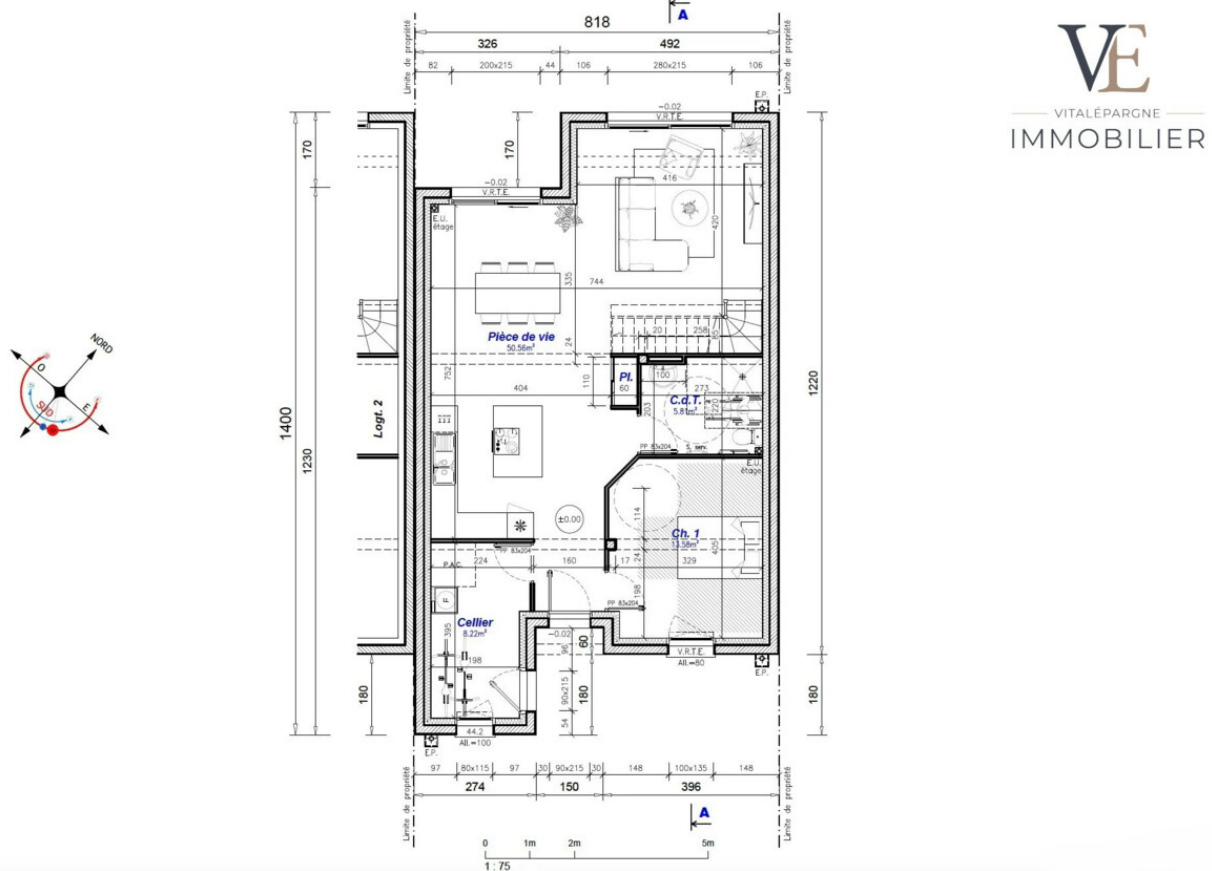 A
818
326 492
82 200x215 44 106 280x215 106
Limite de propriété
Limite de propriété
VE
VITALÉPARGNE
IMMOBILIER
E.P.
-0.02
V.R.T.E.
170
170
416
-0.02
V.R.T.E.
E.U.
étage
420
335
744
NORD
O
E
SUD
Pièce de vie
50.56m²
20 258
85
24
752
110
Pl.
60
100
273
404
C.d.T.
5.81m²
203
220
1220
1400
1230
Logt. 2
PP 83x204
E.U.
étage
±0.00
114
Ch. 1
13.58m²
405
PP 83x204
P.A.C.
224
160
24
17
329
F
198
PP 83x204
Cellier
8.22m²
395
-0.02
60
96
V.R.T.E.
All.=80
E.P.
198
180
90x215
180
180
54
44.2
All.=100
E.P.
97 80x115 97 30 90x215 30 148 100x135 148
274 150 396
Limite de propriété
Limite de propriété
A
0 1m 2m 5m
1 : 75